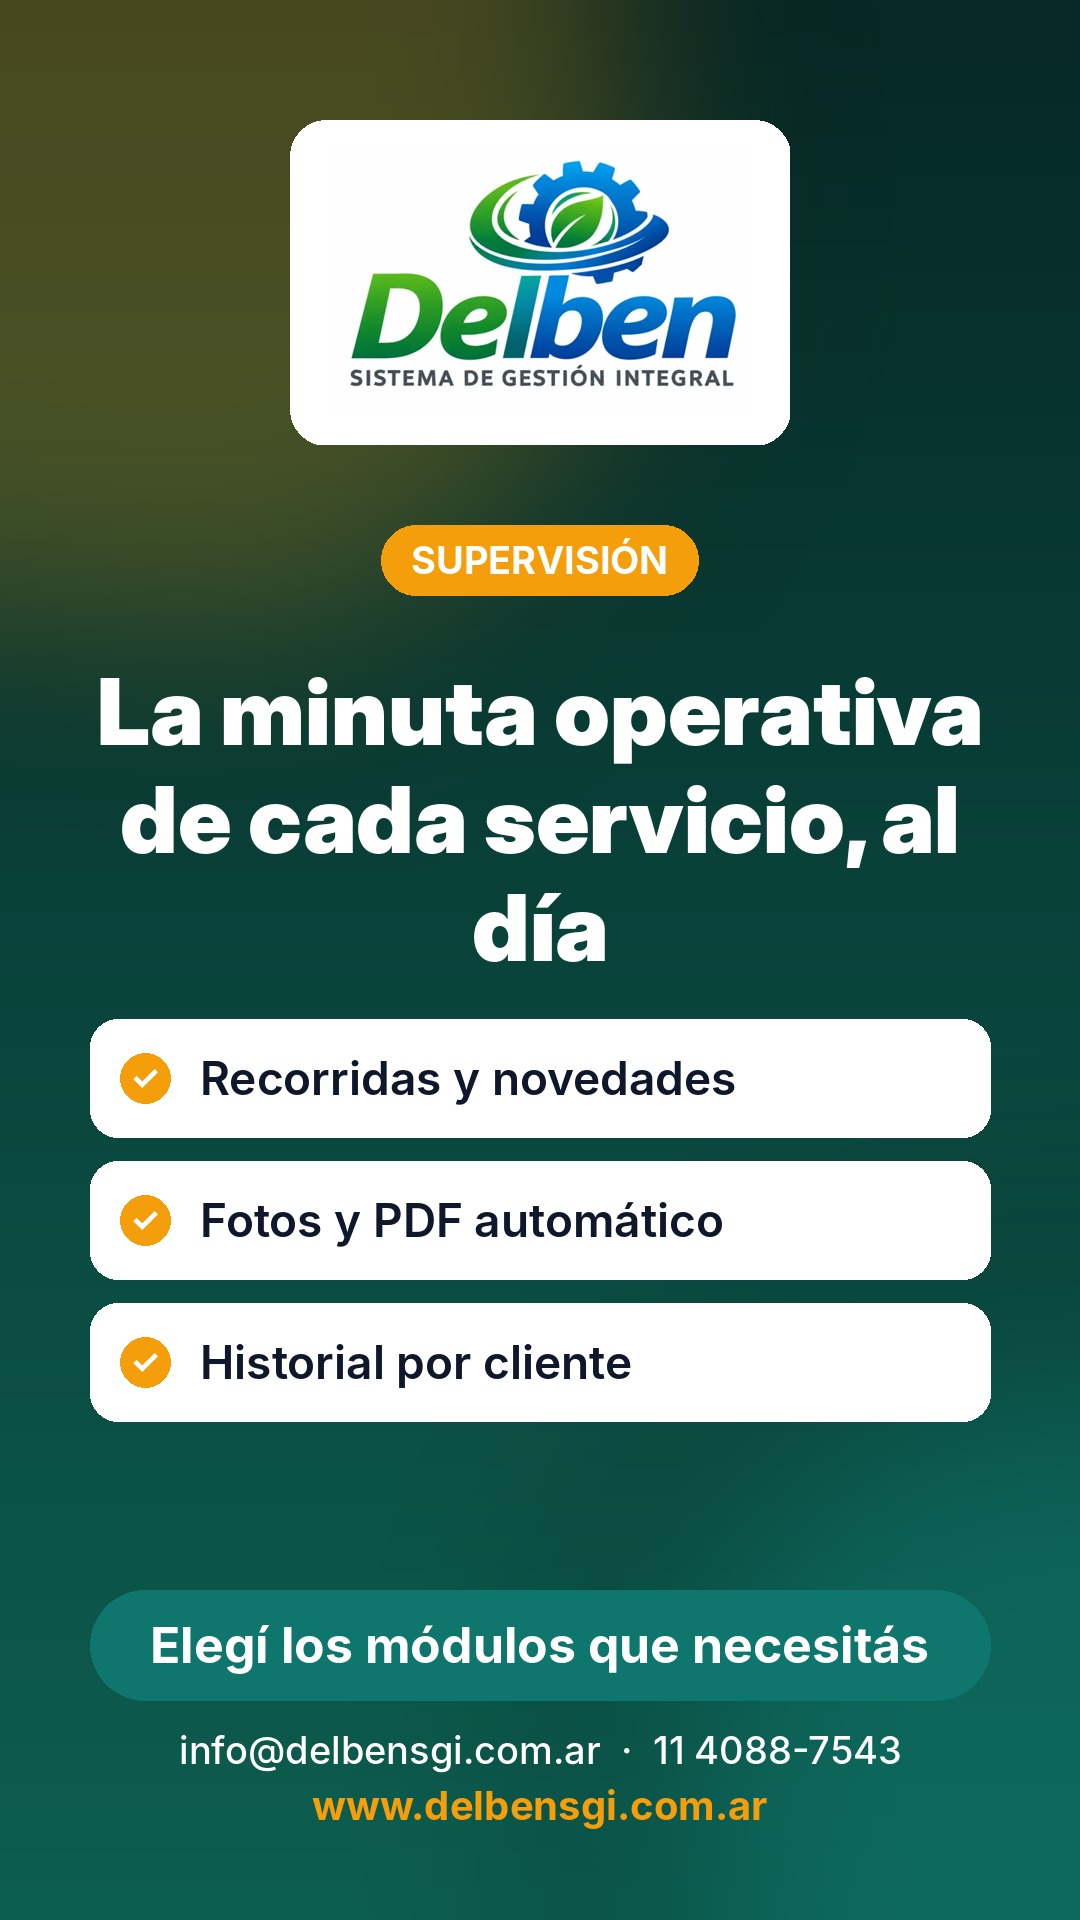 Delben
SISTEMA DE GESTIÓN INTEGRAL
SUPERVISIÓN
La minuta operativa
de cada servicio, al
día
Recorridas y novedades
Fotos y PDF automático
Historial por cliente
Elegí los módulos que necesitás
info@delbensgi.com.ar · 11 4088-7543
www.delbensgi.com.ar